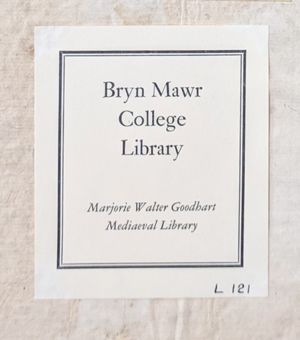 Bryn Mawr
College
Library
Marjorie Walter Goodhart
Mediaeval Library
L 121